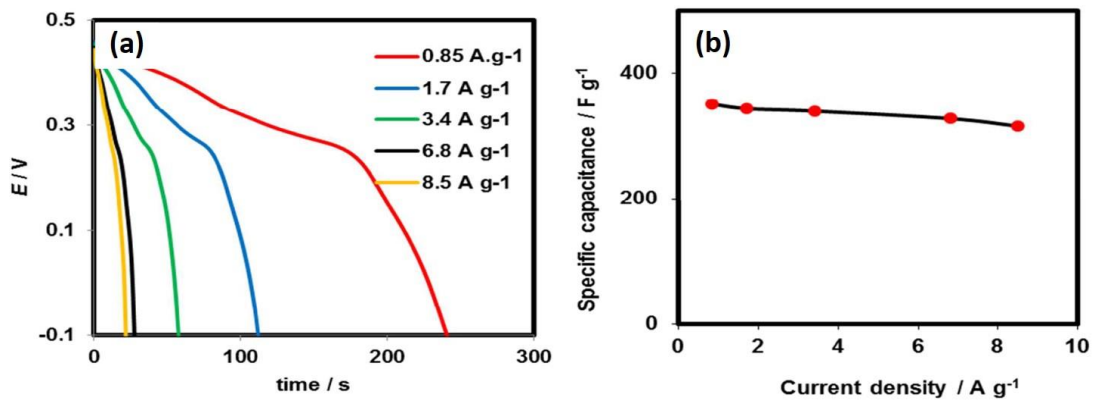 (a)
0.5
0.3
0.1
-0.1
E / V
0.85 A.g-1
1.7 A g-1
3.4 A g-1
6.8 A g-1
8.5 A g-1
0 100 200 300
time / s
(b)
400
200
0
Specific capacitance / F g⁻¹
0 2 4 6 8 10
Current density / A g⁻¹